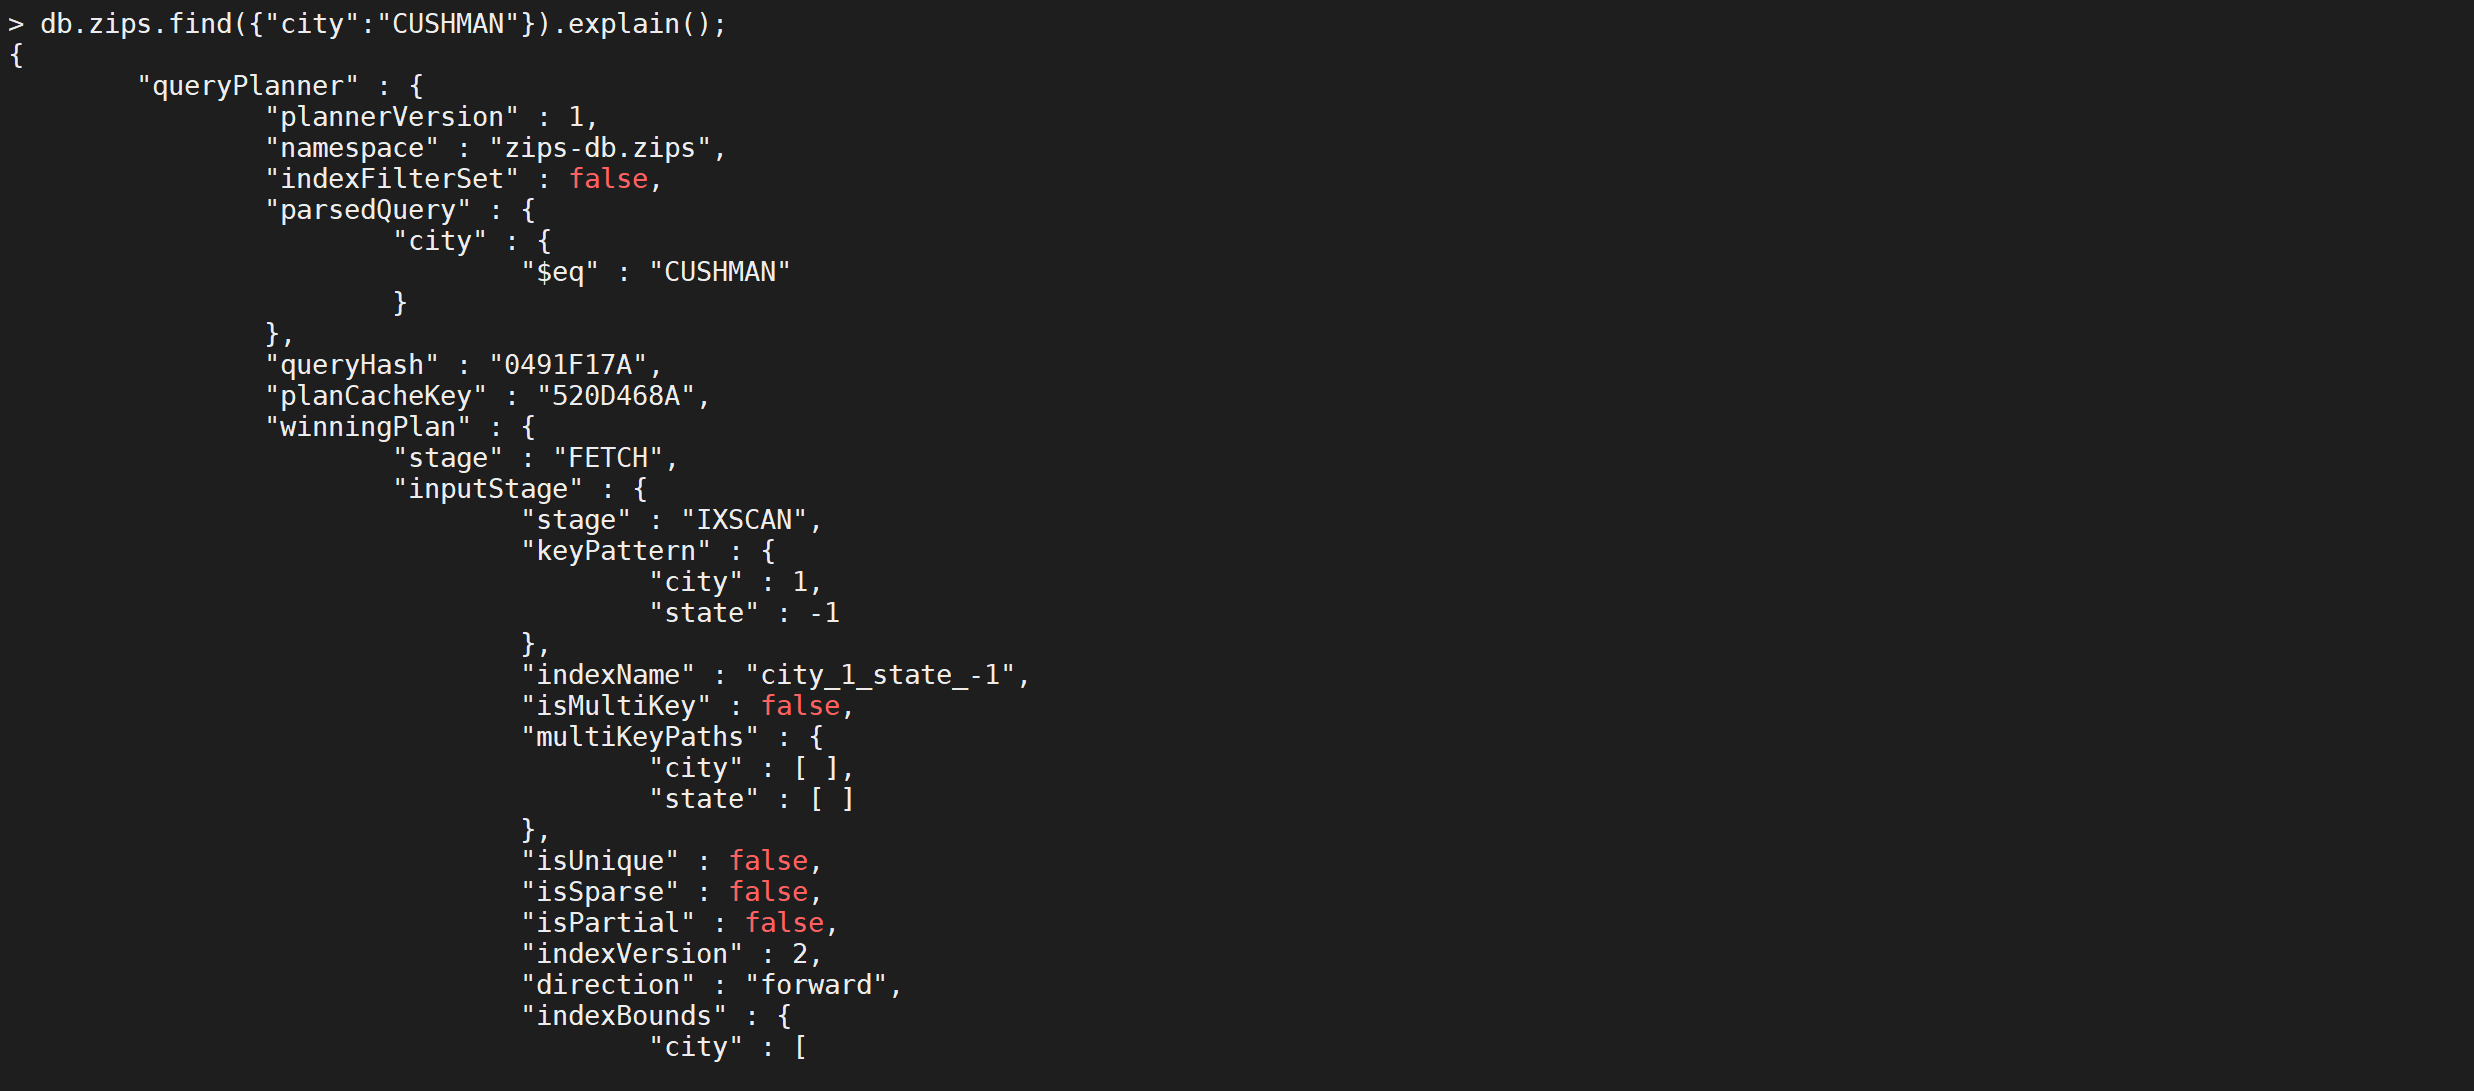 > db.zips.find({"city":"CUSHMAN"}).explain();
{
        "queryPlanner" : {
                "plannerVersion" : 1,
                "namespace" : "zips-db.zips",
                "indexFilterSet" : false,
                "parsedQuery" : {
                        "city" : {
                                "$eq" : "CUSHMAN"
                        }
                },
                "queryHash" : "0491F17A",
                "planCacheKey" : "520D468A",
                "winningPlan" : {
                        "stage" : "FETCH",
                        "inputStage" : {
                                "stage" : "IXSCAN",
                                "keyPattern" : {
                                        "city" : 1,
                                        "state" : -1
                                },
                                "indexName" : "city_1_state_-1",
                                "isMultiKey" : false,
                                "multiKeyPaths" : {
                                        "city" : [ ],
                                        "state" : [ ]
                                },
                                "isUnique" : false,
                                "isSparse" : false,
                                "isPartial" : false,
                                "indexVersion" : 2,
                                "direction" : "forward",
                                "indexBounds" : {
                                        "city" : [